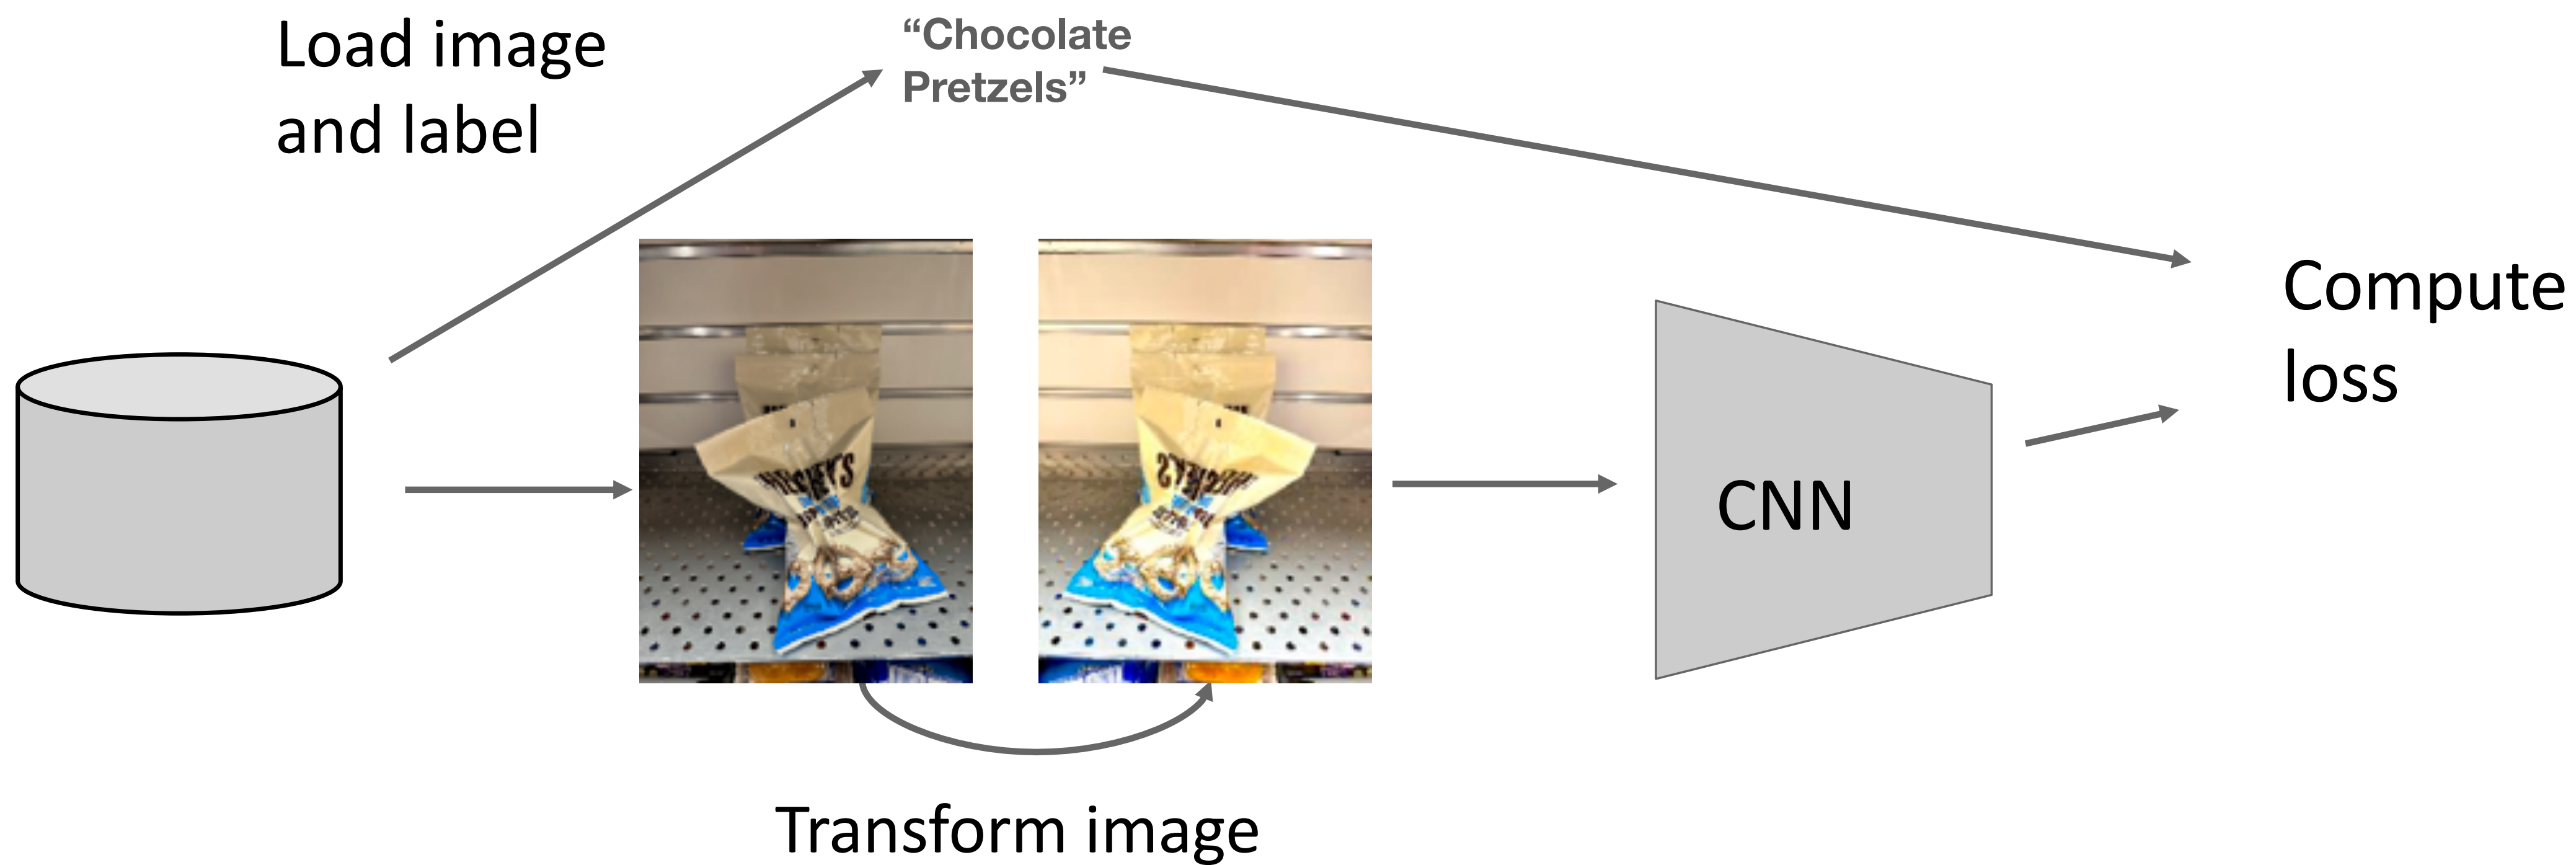 Load image
and label
“Chocolate
Pretzels”
Compute
loss
CNN
Transform image